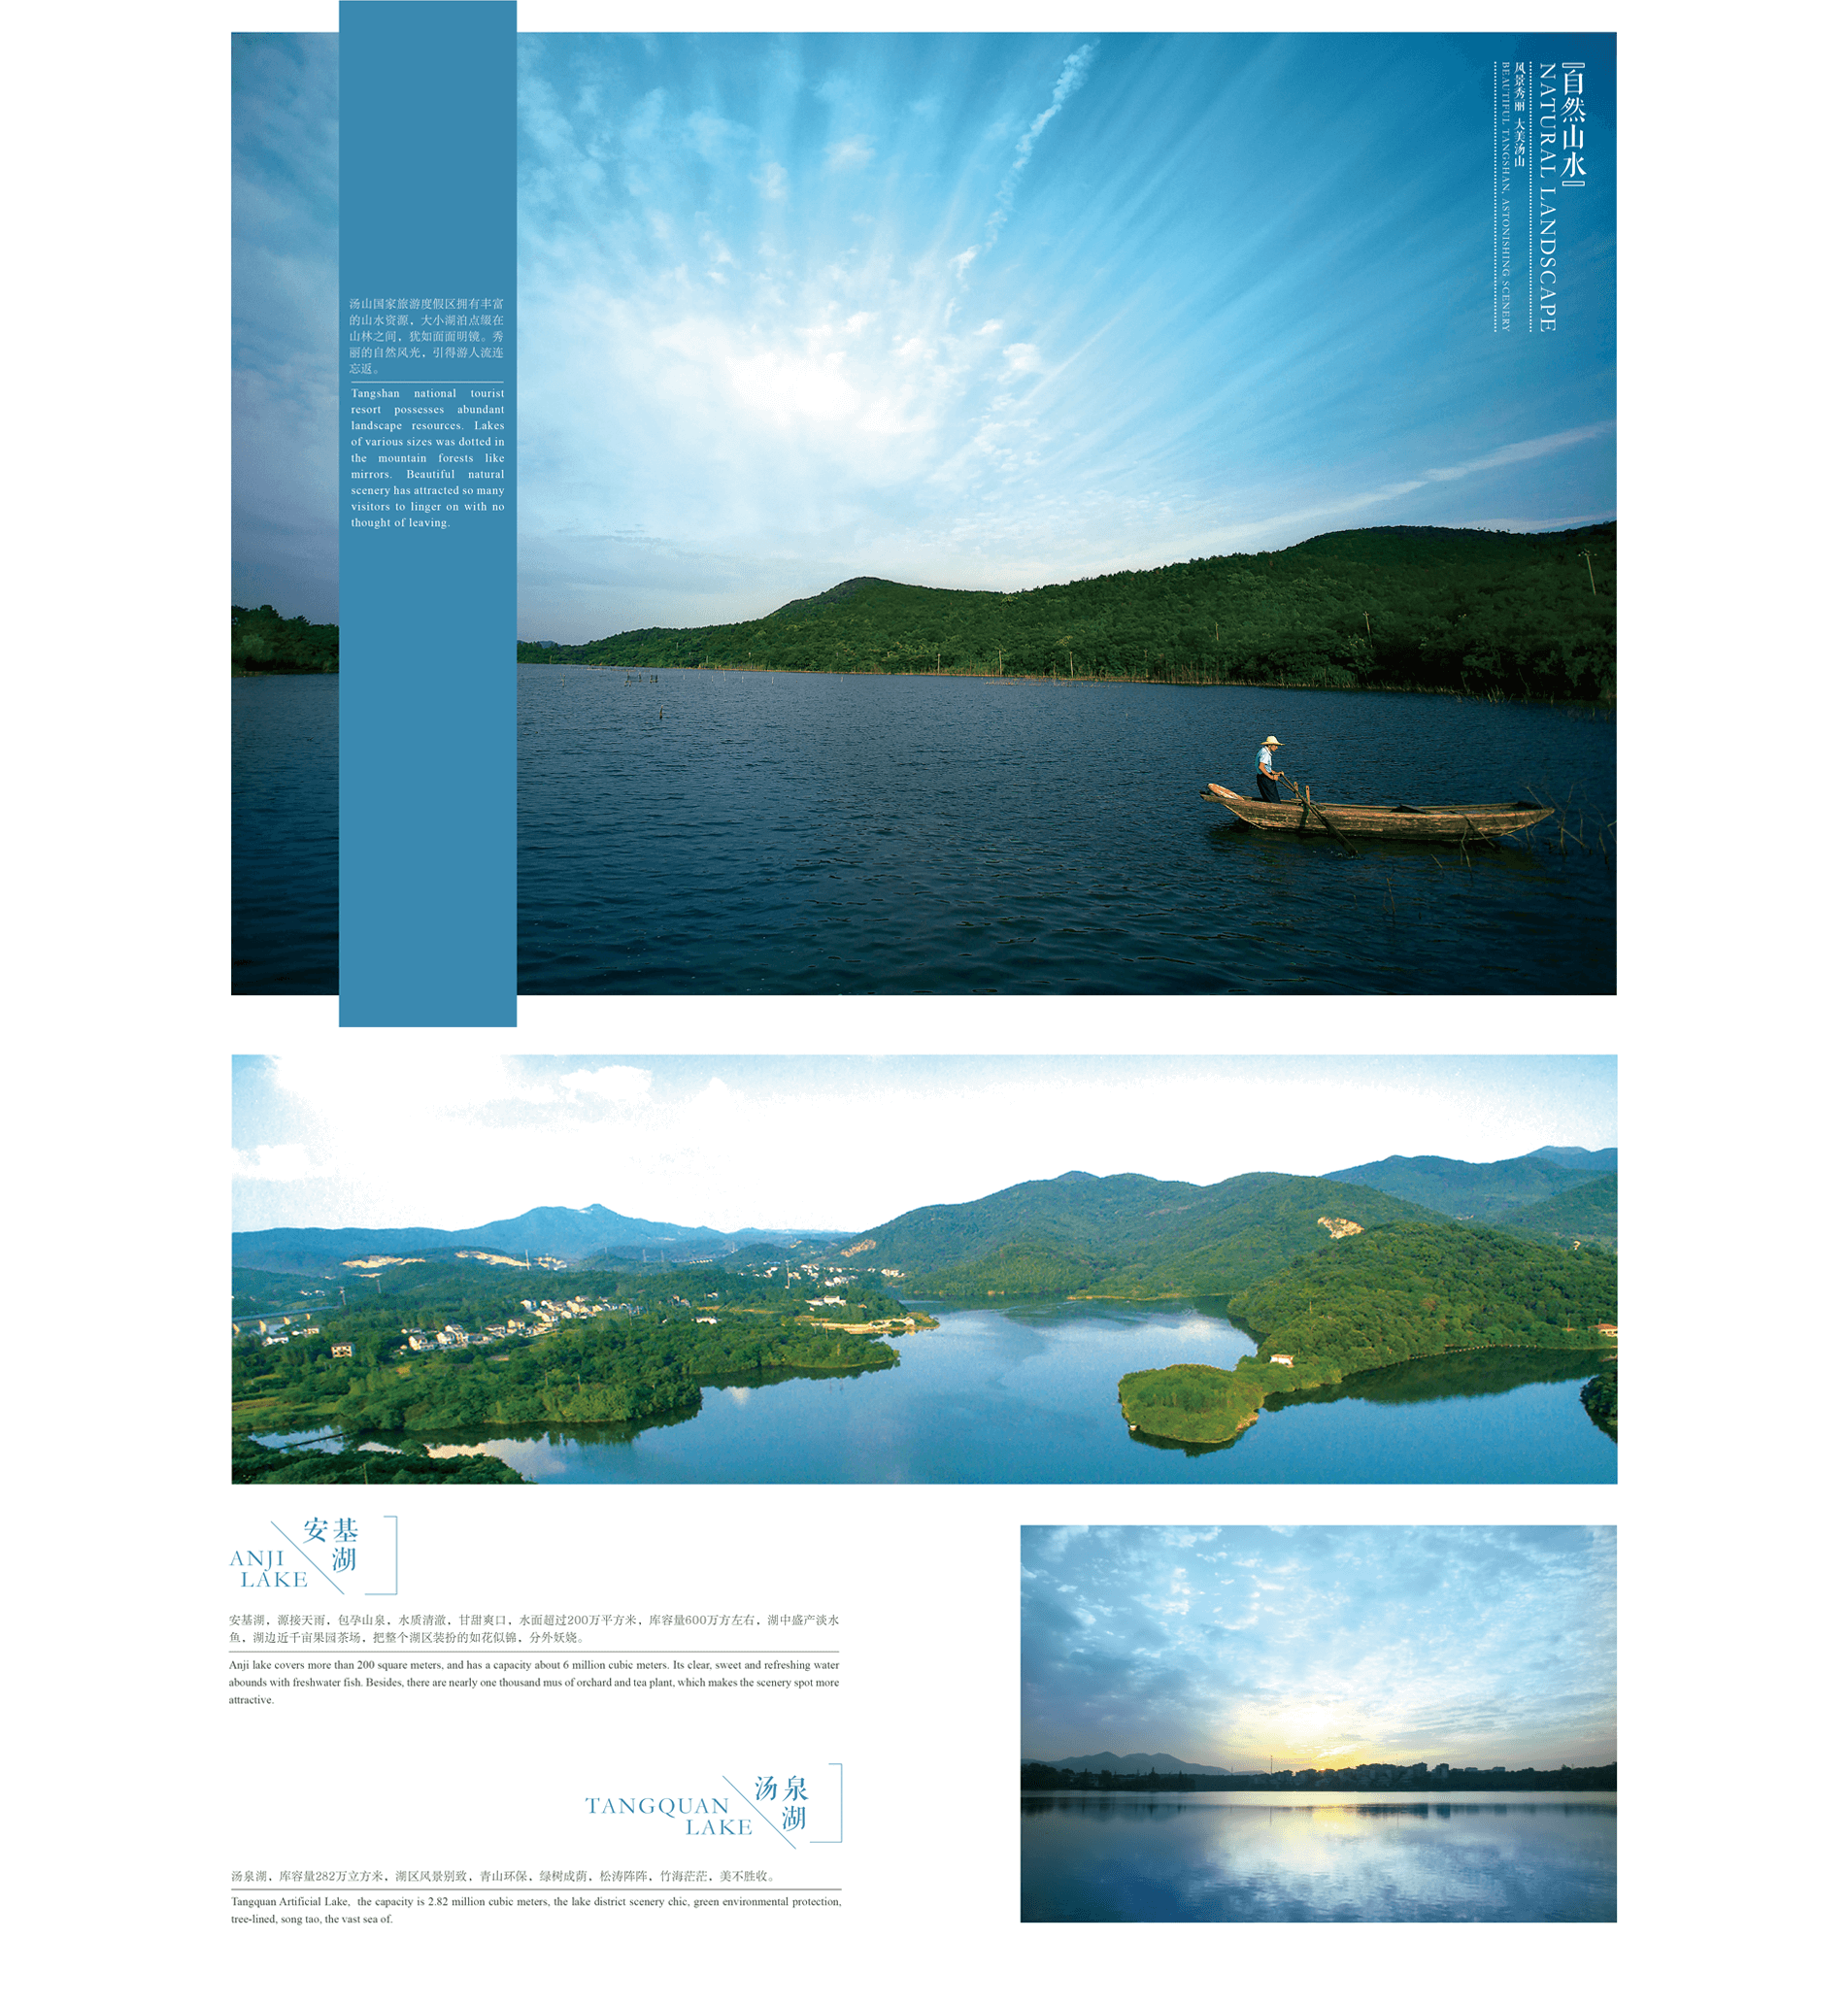 『自然山水』
NATURAL LANDSCAPE
风景秀丽 大美汤山
BEAUTIFUL TANGSHAN, ASTONISHING SCENERY
汤山国家旅游度假区拥有丰富
的山水资源，大小湖泊点缀在
山林之间，犹如面面明镜。秀
丽的自然风光，引得游人流连
忘返。
Tangshan national tourist
resort possesses abundant
landscape resources. Lakes
of various sizes was dotted in
the mountain forests like
mirrors. Beautiful natural
scenery has attracted so many
visitors to linger on with no
thought of leaving.
安基
湖
ANJI
LAKE
安基湖，源接天雨，包孕山泉，水质清澈，甘甜爽口，水面超过200万平方米，库容量600万方左右，湖中盛产淡水
鱼，湖边近千亩果园茶场，把整个湖区装扮的如花似锦，分外妖娆。
Anji lake covers more than 200 square meters, and has a capacity about 6 million cubic meters. Its clear, sweet and refreshing water
abounds with freshwater fish. Besides, there are nearly one thousand mus of orchard and tea plant, which makes the scenery spot more
attractive.
汤泉
湖
TANGQUAN
LAKE
汤泉湖，库容量282万立方米，湖区风景别致，青山环保，绿树成荫，松涛阵阵，竹海茫茫，美不胜收。
Tangquan Artificial Lake, the capacity is 2.82 million cubic meters, the lake district scenery chic, green environmental protection,
tree-lined, song tao, the vast sea of.